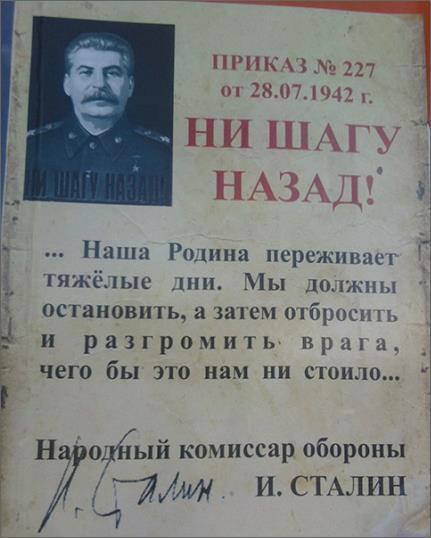 ПРИКАЗ № 227
от 28.07.1942 г.
НИ ШАГУ
НАЗАД!
НИ ШАГУ НАЗАД!
... Наша Родина переживает
тяжёлые дни. Мы должны
остановить, а затем отбросить
и разгромить врага,
чего бы это нам ни стоило...
Народный комиссар обороны
И. Сталин.
И. СТАЛИН